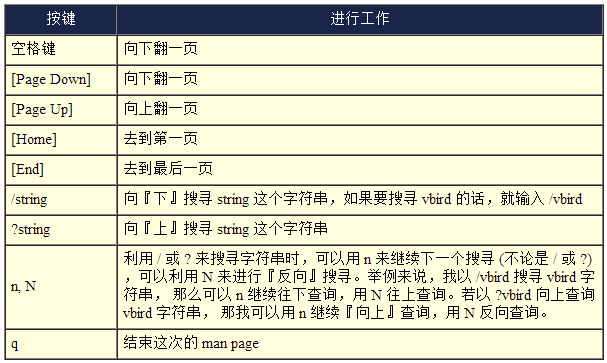 按键 进行工作
空格键 向下翻一页
[Page Down] 向下翻一页
[Page Up] 向上翻一页
[Home] 去到第一页
[End] 去到最后一页
/string 向『下』搜寻 string 这个字符串，如果要搜寻 vbird 的话，就输入 /vbird
?string 向『上』搜寻 string 这个字符串
n, N 利用 / 或 ? 来搜寻字符串时，可以用 n 来继续下一个搜寻 (不论是 / 或 ?)
，可以利用 N 来进行『反向』搜寻。举例来说，我以 /vbird 搜寻 vbird 字
符串， 那么可以 n 继续往下查询，用 N 往上查询。若以 ?vbird 向上查询
vbird 字符串， 那我可以用 n 继续『向上』查询，用 N 反向查询。
q 结束这次的 man page